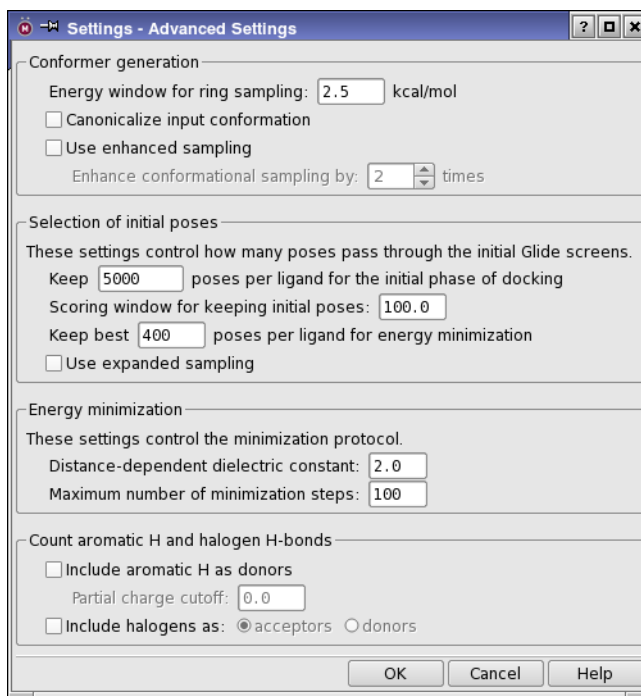 Settings - Advanced Settings
Conformer generation
Energy window for ring sampling: 2.5 kcal/mol
Canonicalize input conformation
Use enhanced sampling
Enhance conformational sampling by: 2 times
Selection of initial poses
These settings control how many poses pass through the initial Glide screens.
Keep 5000 poses per ligand for the initial phase of docking
Scoring window for keeping initial poses: 100.0
Keep best 400 poses per ligand for energy minimization
Use expanded sampling
Energy minimization
These settings control the minimization protocol.
Distance-dependent dielectric constant: 2.0
Maximum number of minimization steps: 100
Count aromatic H and halogen H-bonds
Include aromatic H as donors
Partial charge cutoff: 0.0
Include halogens as: acceptors donors
OK Cancel Help